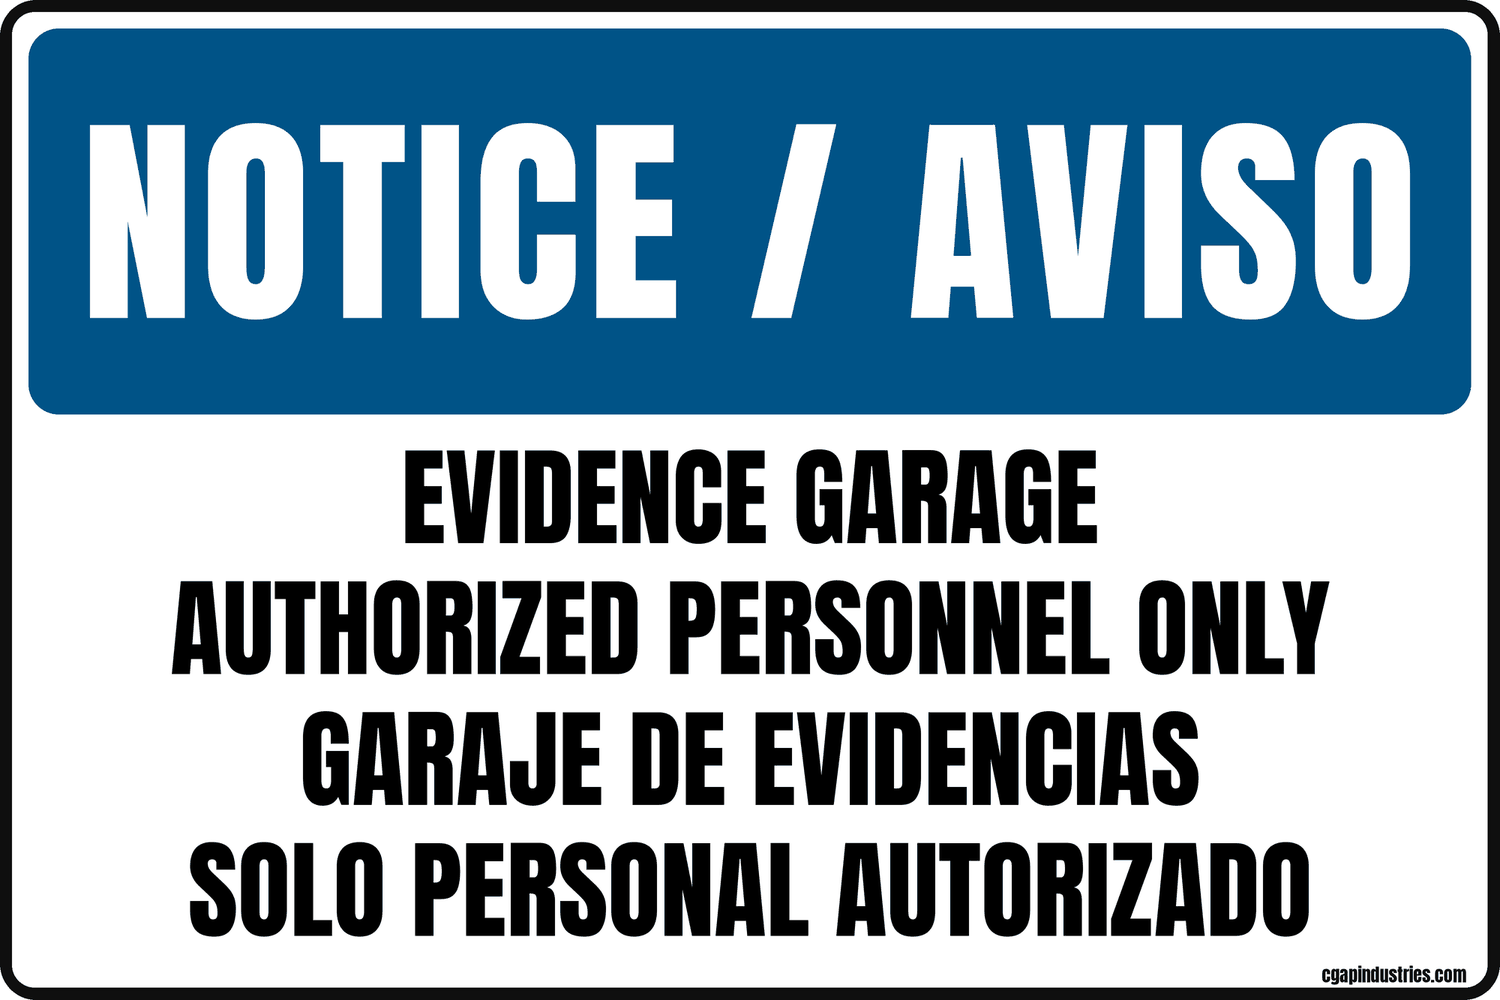 NOTICE / AVISO
EVIDENCE GARAGE
AUTHORIZED PERSONNEL ONLY
GARAJE DE EVIDENCIAS
SOLO PERSONAL AUTORIZADO
cgapindustries.com